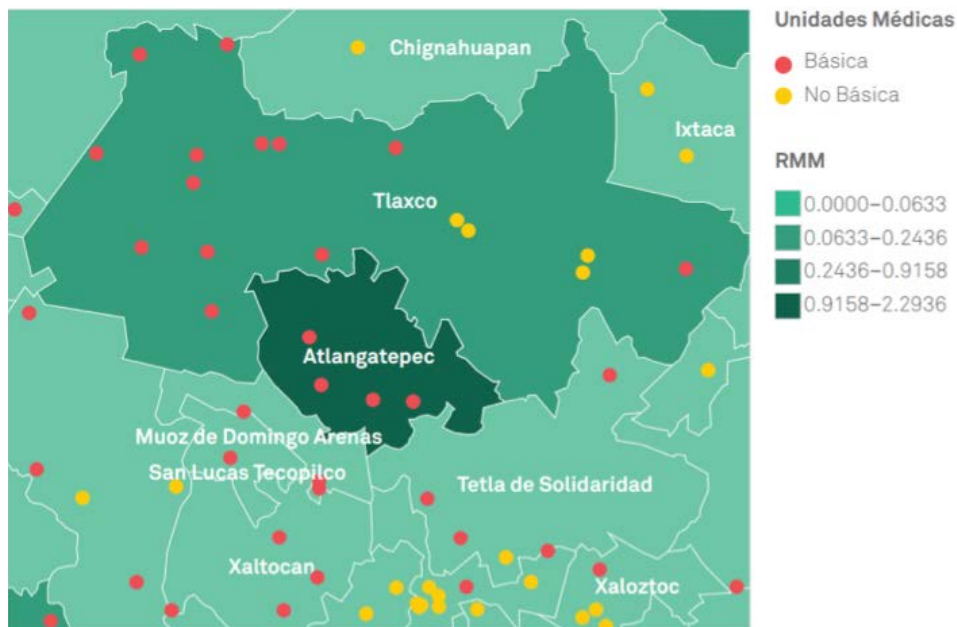 Unidades Médicas
Básica
No Básica
RMM
0.0000–0.0633
0.0633–0.2436
0.2436–0.9158
0.9158–2.2936
Chignahuapan
Ixtaca
Tlaxco
Atlangatepec
Muoz de Domingo Arenas
San Lucas Tecopilco
Tetla de Solidaridad
Xaltocan
Xaloztoc